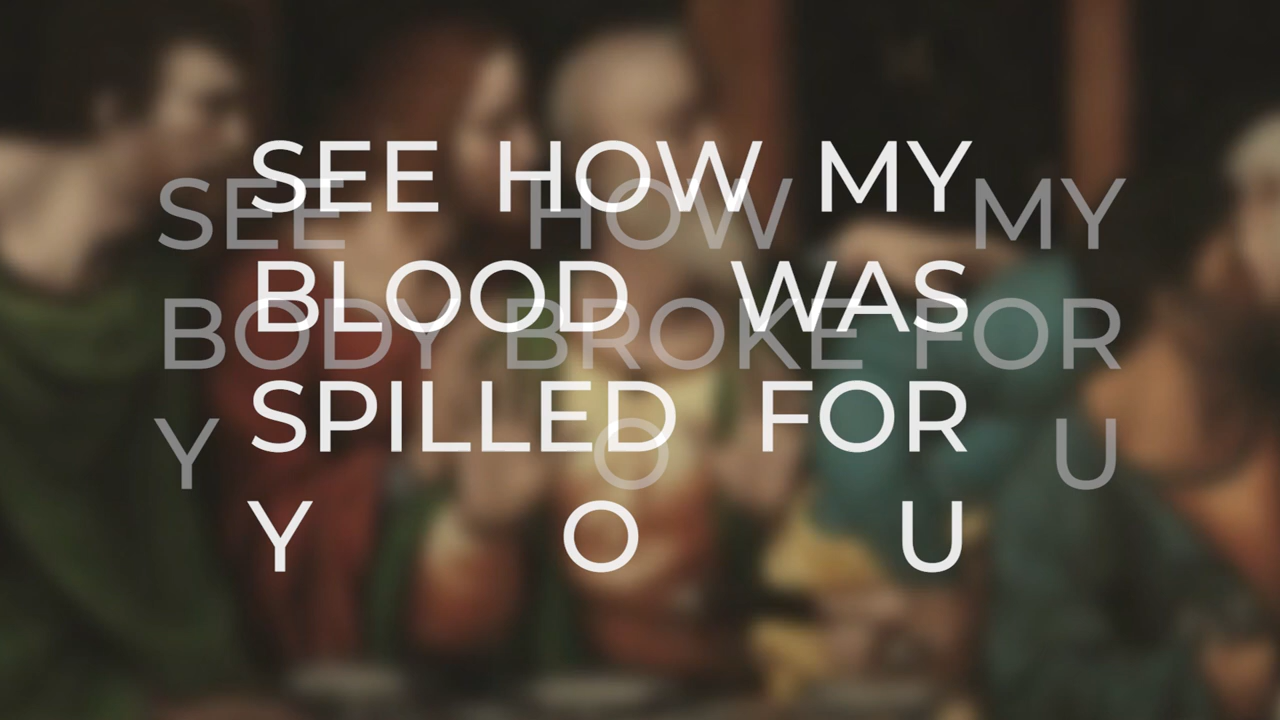 SEE HOW MY
BLOOD WAS
SPILLED FOR
Y O U
SEE HOW MY
BODY BROKE FOR
Y O U